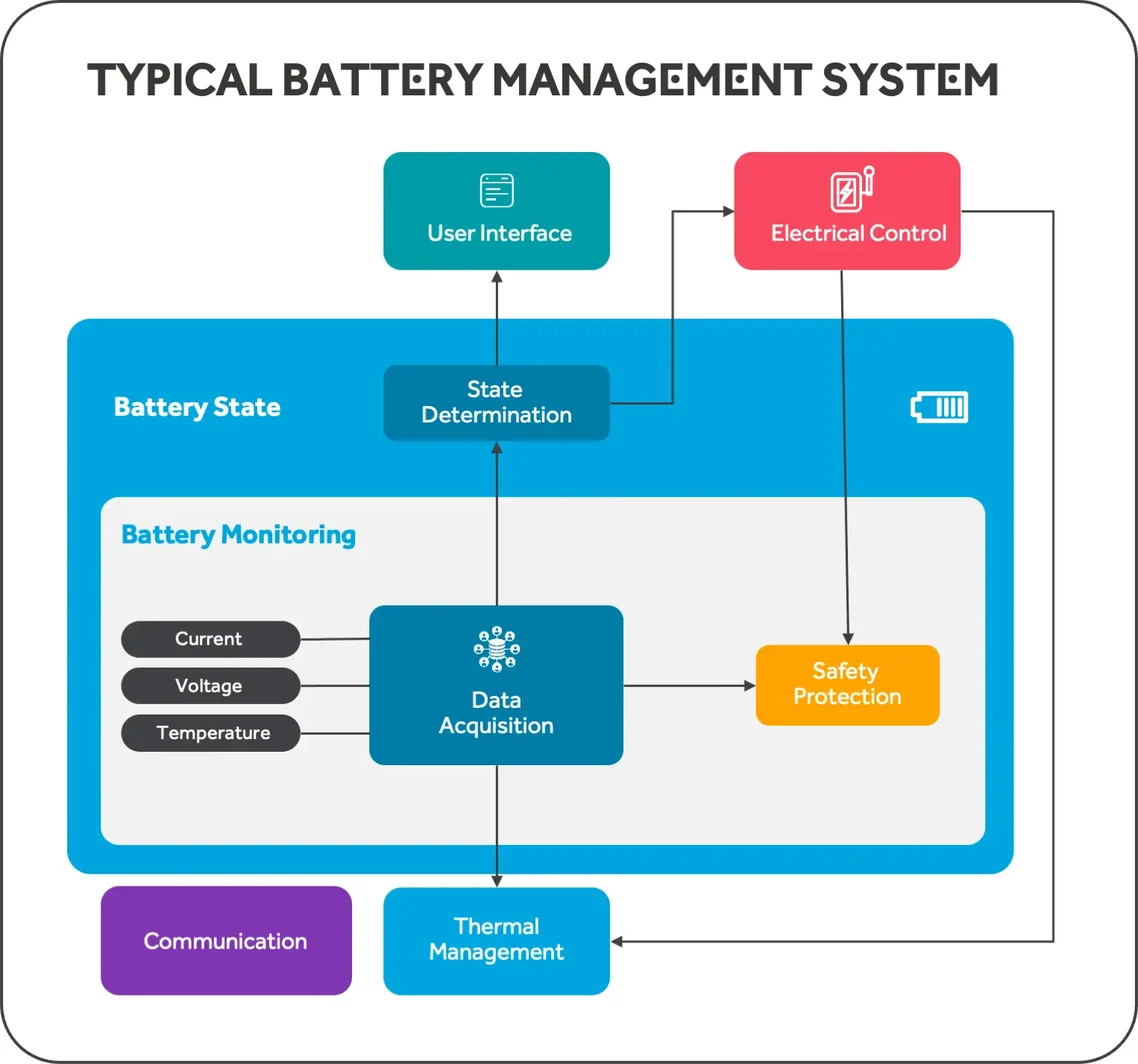 TYPICAL BATTERY MANAGEMENT SYSTEM
User Interface
Electrical Control
Battery State
State
Determination
Battery Monitoring
Current
Voltage
Temperature
Data
Acquisition
Safety
Protection
Communication
Thermal
Management